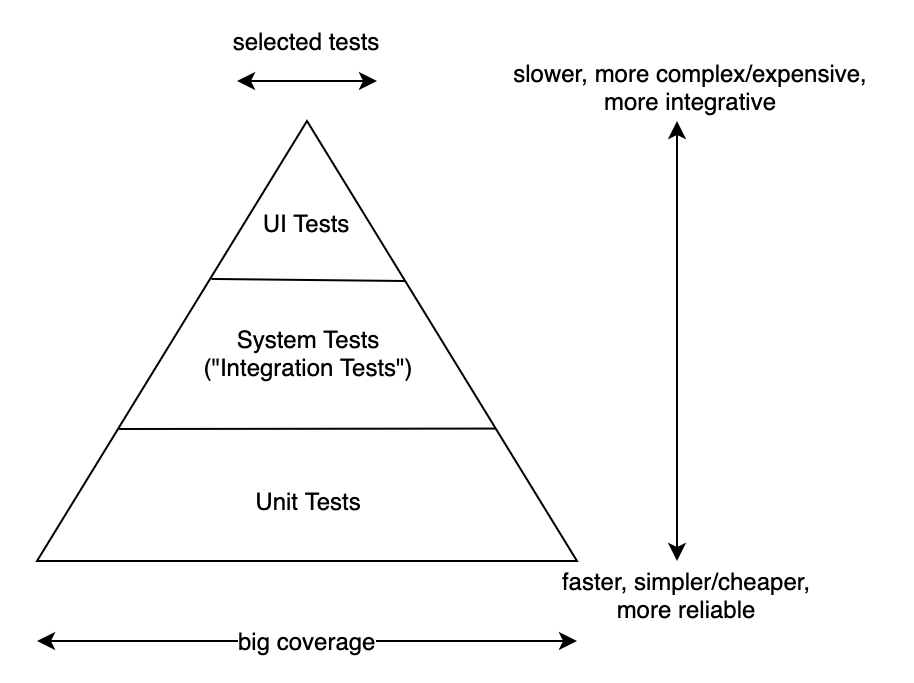 selected tests
slower, more complex/expensive,
more integrative
UI Tests
System Tests
("Integration Tests")
Unit Tests
faster, simpler/cheaper,
more reliable
big coverage